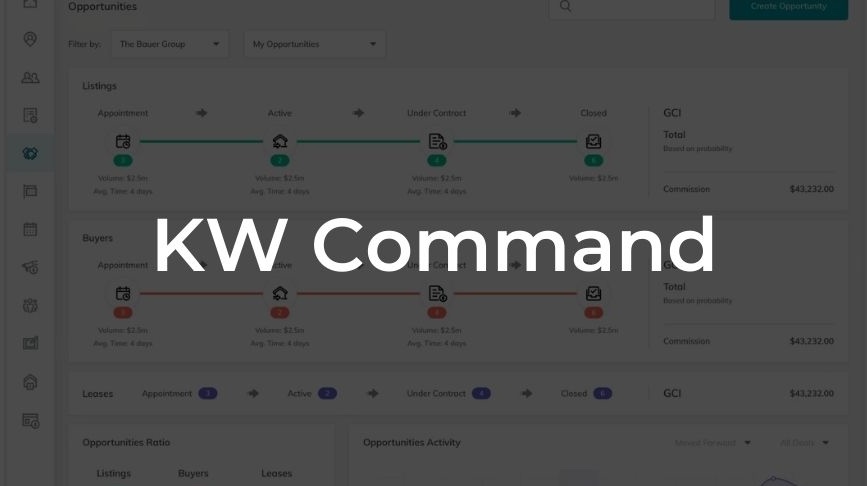 Opportunities
Create Opportunity
Filter by:
The Bauer Group
My Opportunities
Listings
Appointment
Active
Under Contract
Closed
GCI
Total
Based on probability
3
2
4
6
Volume: $2.5m
Volume: $2.5m
Volume: $2.5m
Volume: $2.5m
Avg. Time: 4 days
Avg. Time: 4 days
Avg. Time: 4 days
Commission
$43,232.00
KW Command
Buyers
Appointment
Active
Under Contract
GCI
Total
Based on probability
3
2
4
6
Volume: $2.5m
Volume: $2.5m
Volume: $2.5m
Volume: $2.5m
Avg. Time: 4 days
Avg. Time: 4 days
Avg. Time: 4 days
Commission
$43,232.00
Leases
Appointment 3
Active 2
Under Contract 4
Closed 6
GCI
$43,232.00
Opportunities Ratio
Opportunities Activity
Moved Forward
All Deals
Listings
Buyers
Leases